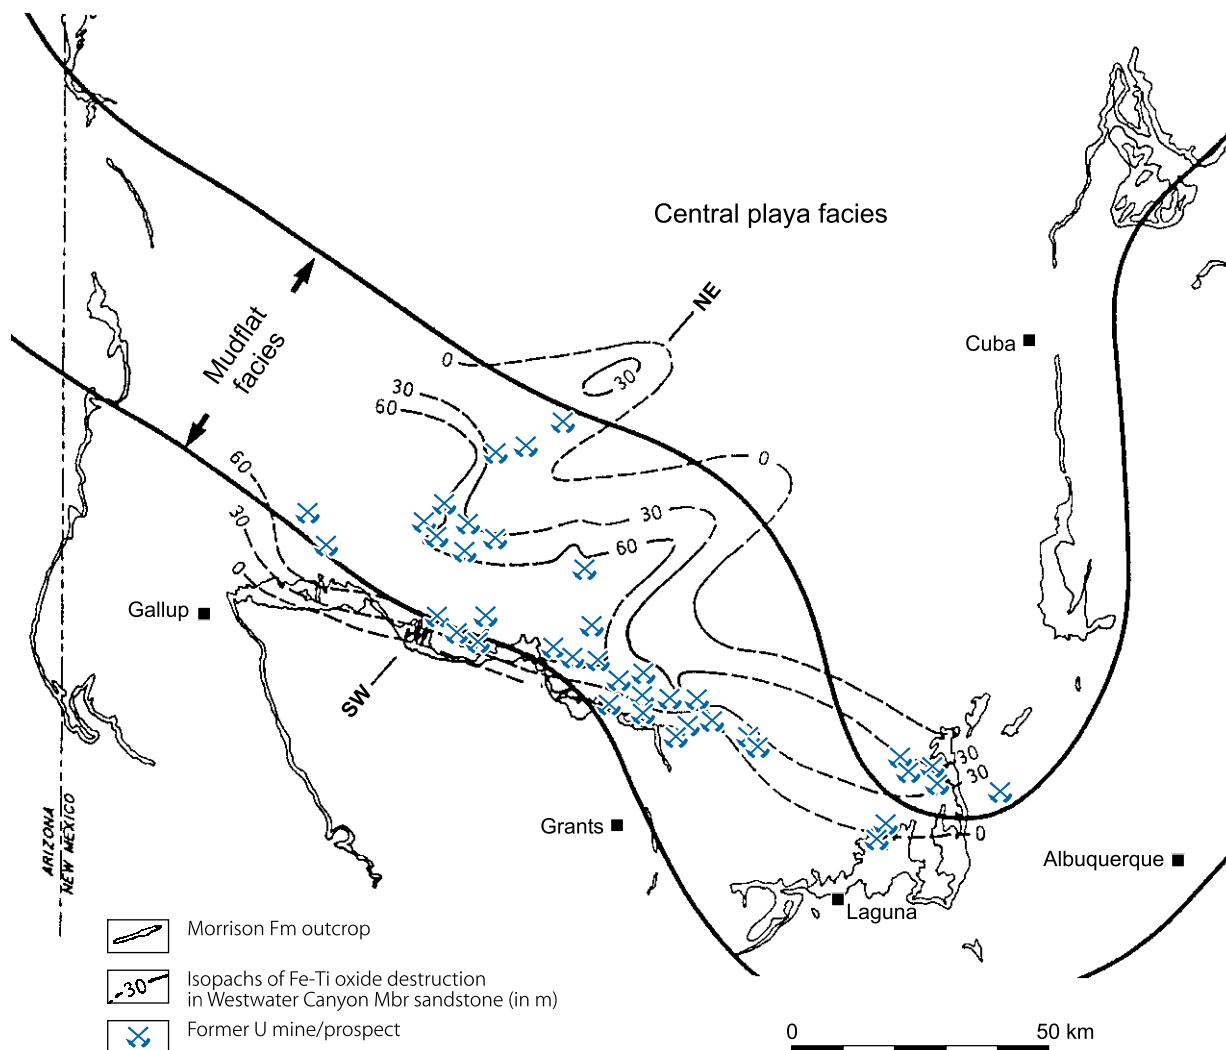 Central playa facies
NE
Mudflat
facies
Cuba
0
30
30
60
0
60
30
60
30
0
Gallup
SW
30
30
Grants
0
Albuquerque
Laguna
ARIZONA
NEW MEXICO
Morrison Fm outcrop
-30
Isopachs of Fe-Ti oxide destruction
in Westwater Canyon Mbr sandstone (in m)
Former U mine/prospect
0 50 km